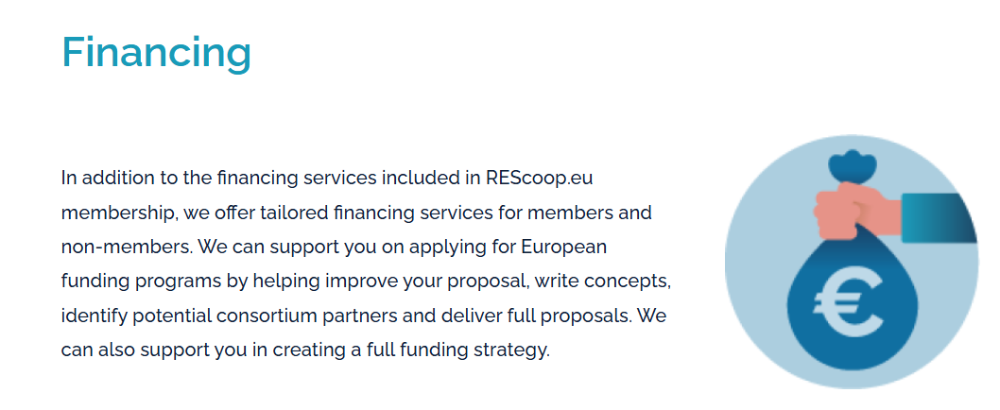 Financing
In addition to the financing services included in REScoop.eu
membership, we offer tailored financing services for members and
non-members. We can support you on applying for European
funding programs by helping improve your proposal, write concepts,
identify potential consortium partners and deliver full proposals. We
can also support you in creating a full funding strategy.
€